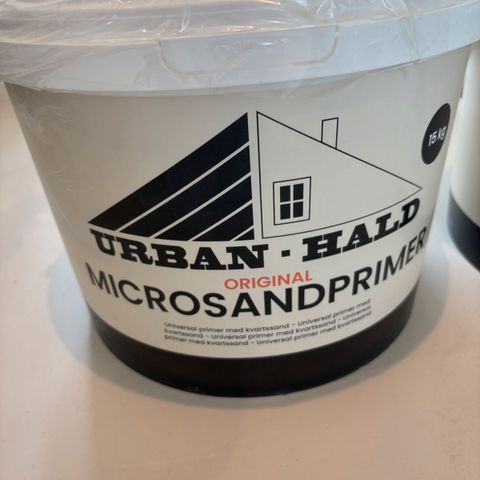 15 kg
URBAN · HALD
ORIGINAL
MICROSANDPRIMER
Universal primer med kvartssand – Universal primer med
kvartssand – Universal primer med kvartssand – Universal
primer med kvartssand – Universal primer med kvartssand